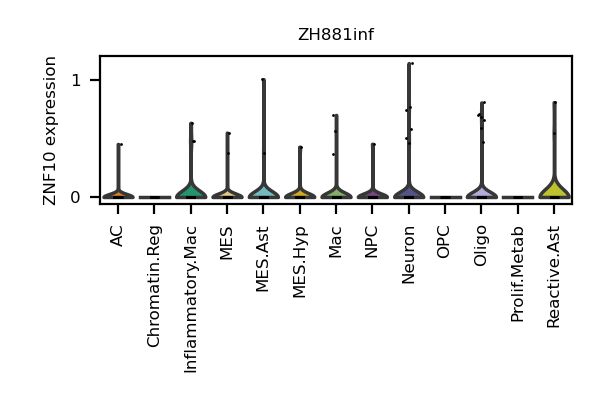 ZH881inf
ZNF10 expression
1
0
AC
Chromatin.Reg
Inflammatory.Mac
MES
MES.Ast
MES.Hyp
Mac
NPC
Neuron
OPC
Oligo
Prolif.Metab
Reactive.Ast